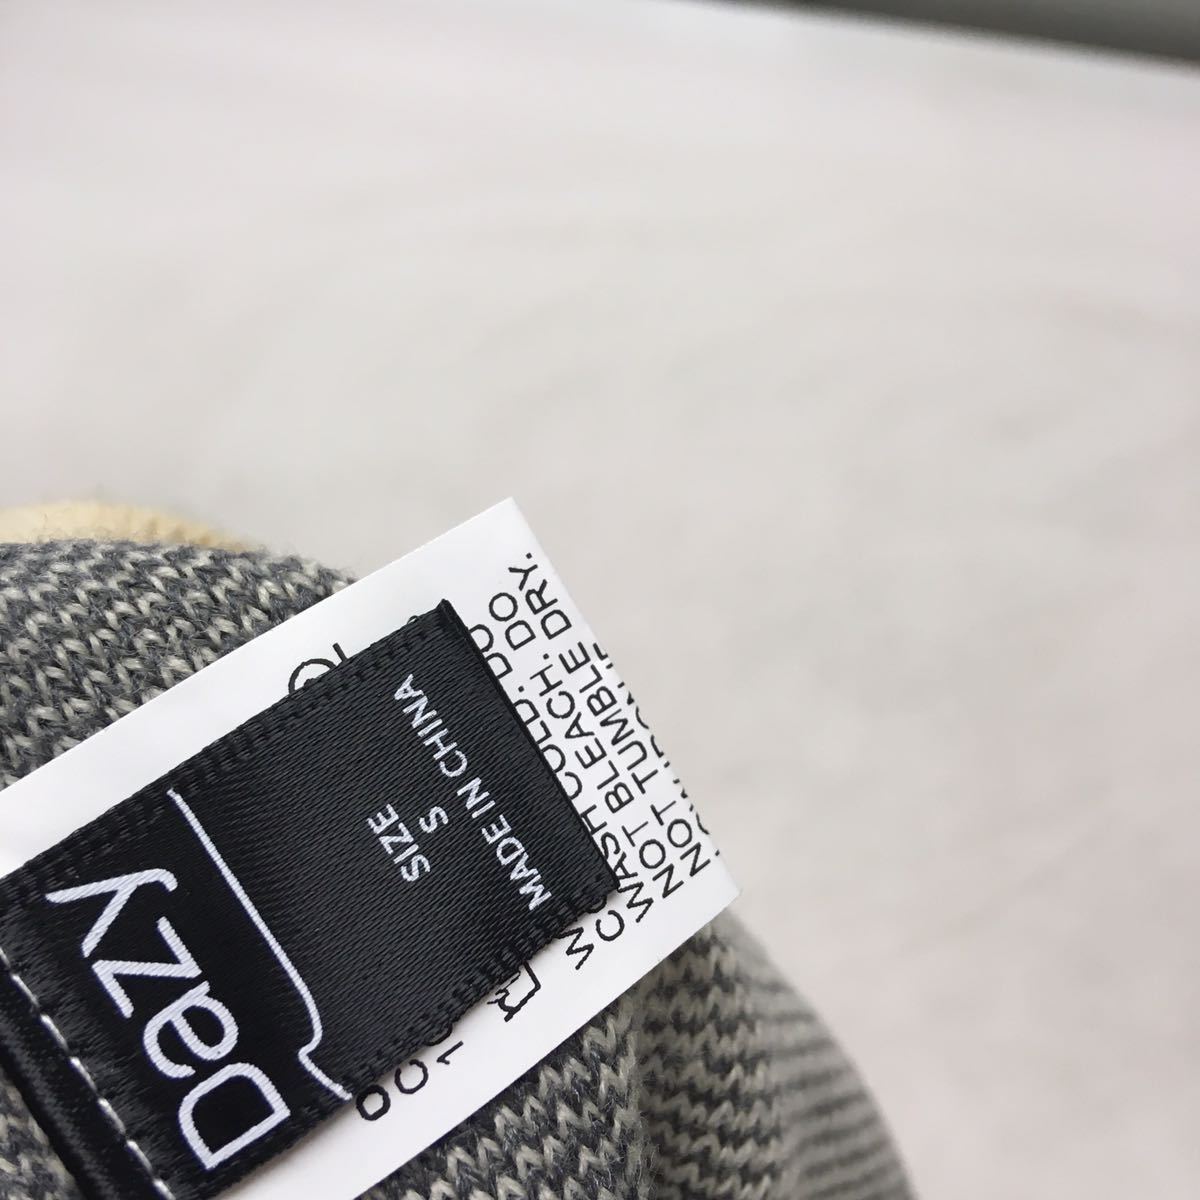 Dazy
SIZE
S
MADE IN CHINA
WASH COLD. DO
NOT BLEACH. DO
NOT TUMBLE DRY.